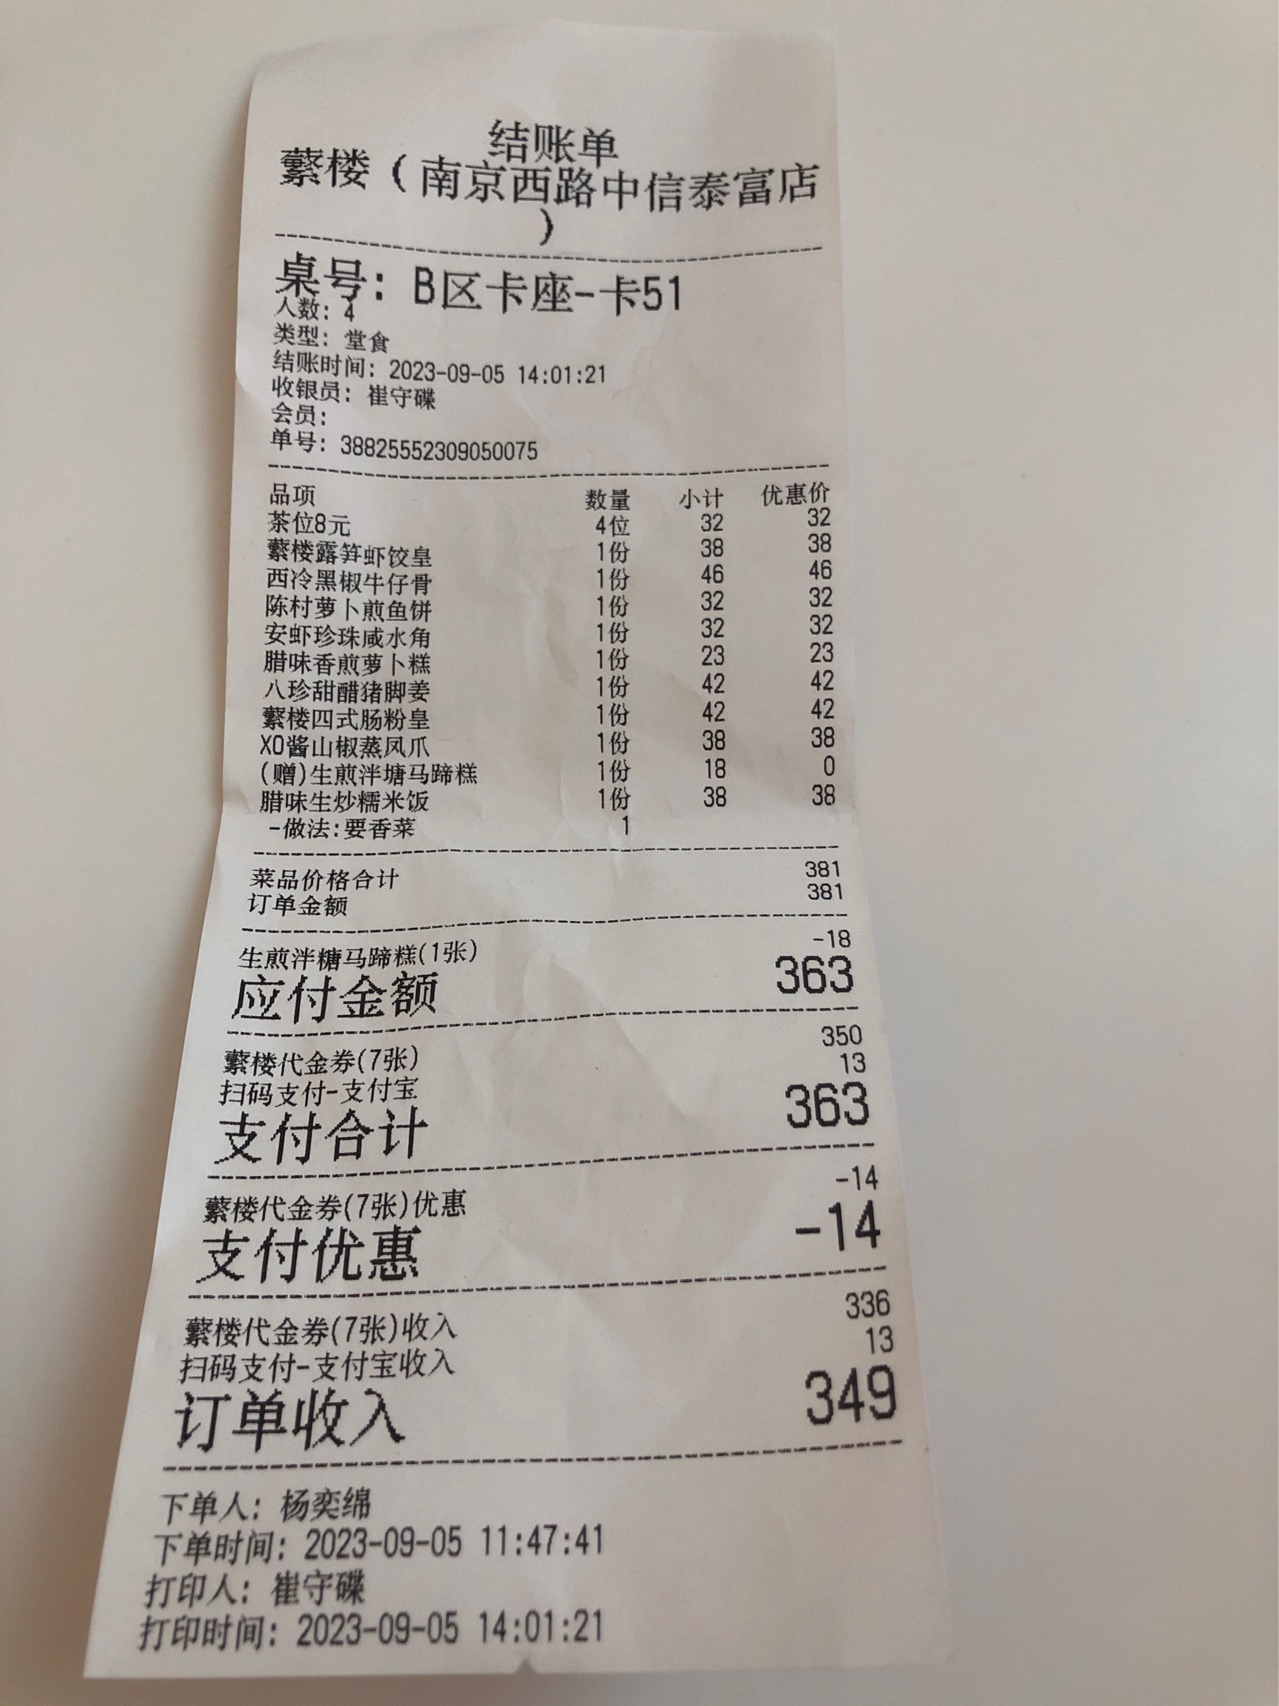 结账单
蘩楼（南京西路中信泰富店
）
桌号: B区卡座-卡51
人数: 4
类型: 堂食
结账时间: 2023-09-05 14:01:21
收银员: 崔守碟
会员:
单号: 38825552309050075
品项 数量 小计 优惠价
茶位8元 4位 32 32
蘩楼露笋虾饺皇 1份 38 38
西冷黑椒牛仔骨 1份 46 46
陈村萝卜煎鱼饼 1份 32 32
安虾珍珠咸水角 1份 32 32
腊味香煎萝卜糕 1份 23 23
八珍甜醋猪脚姜 1份 42 42
蘩楼四式肠粉皇 1份 42 42
XO酱山椒蒸凤爪 1份 38 38
(赠)生煎泮塘马蹄糕 1份 18 0
腊味生炒糯米饭 1份 38 38
-做法:要香菜 1
菜品价格合计 381
订单金额 381
生煎泮糖马蹄糕(1张) -18
应付金额 363
蘩楼代金券(7张) 350
扫码支付-支付宝 13
支付合计 363
蘩楼代金券(7张)优惠 -14
支付优惠 -14
蘩楼代金券(7张)收入 336
扫码支付-支付宝收入 13
订单收入 349
下单人: 杨奕绵
下单时间: 2023-09-05 11:47:41
打印人: 崔守碟
打印时间: 2023-09-05 14:01:21